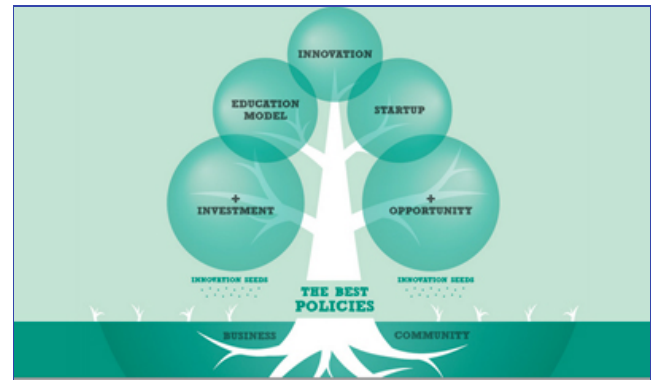 INNOVATION
EDUCATION
MODEL
STARTUP
+
INVESTMENT
+
OPPORTUNITY
INNOVATION SEEDS
INNOVATION SEEDS
THE BEST
POLICIES
BUSINESS
COMMUNITY